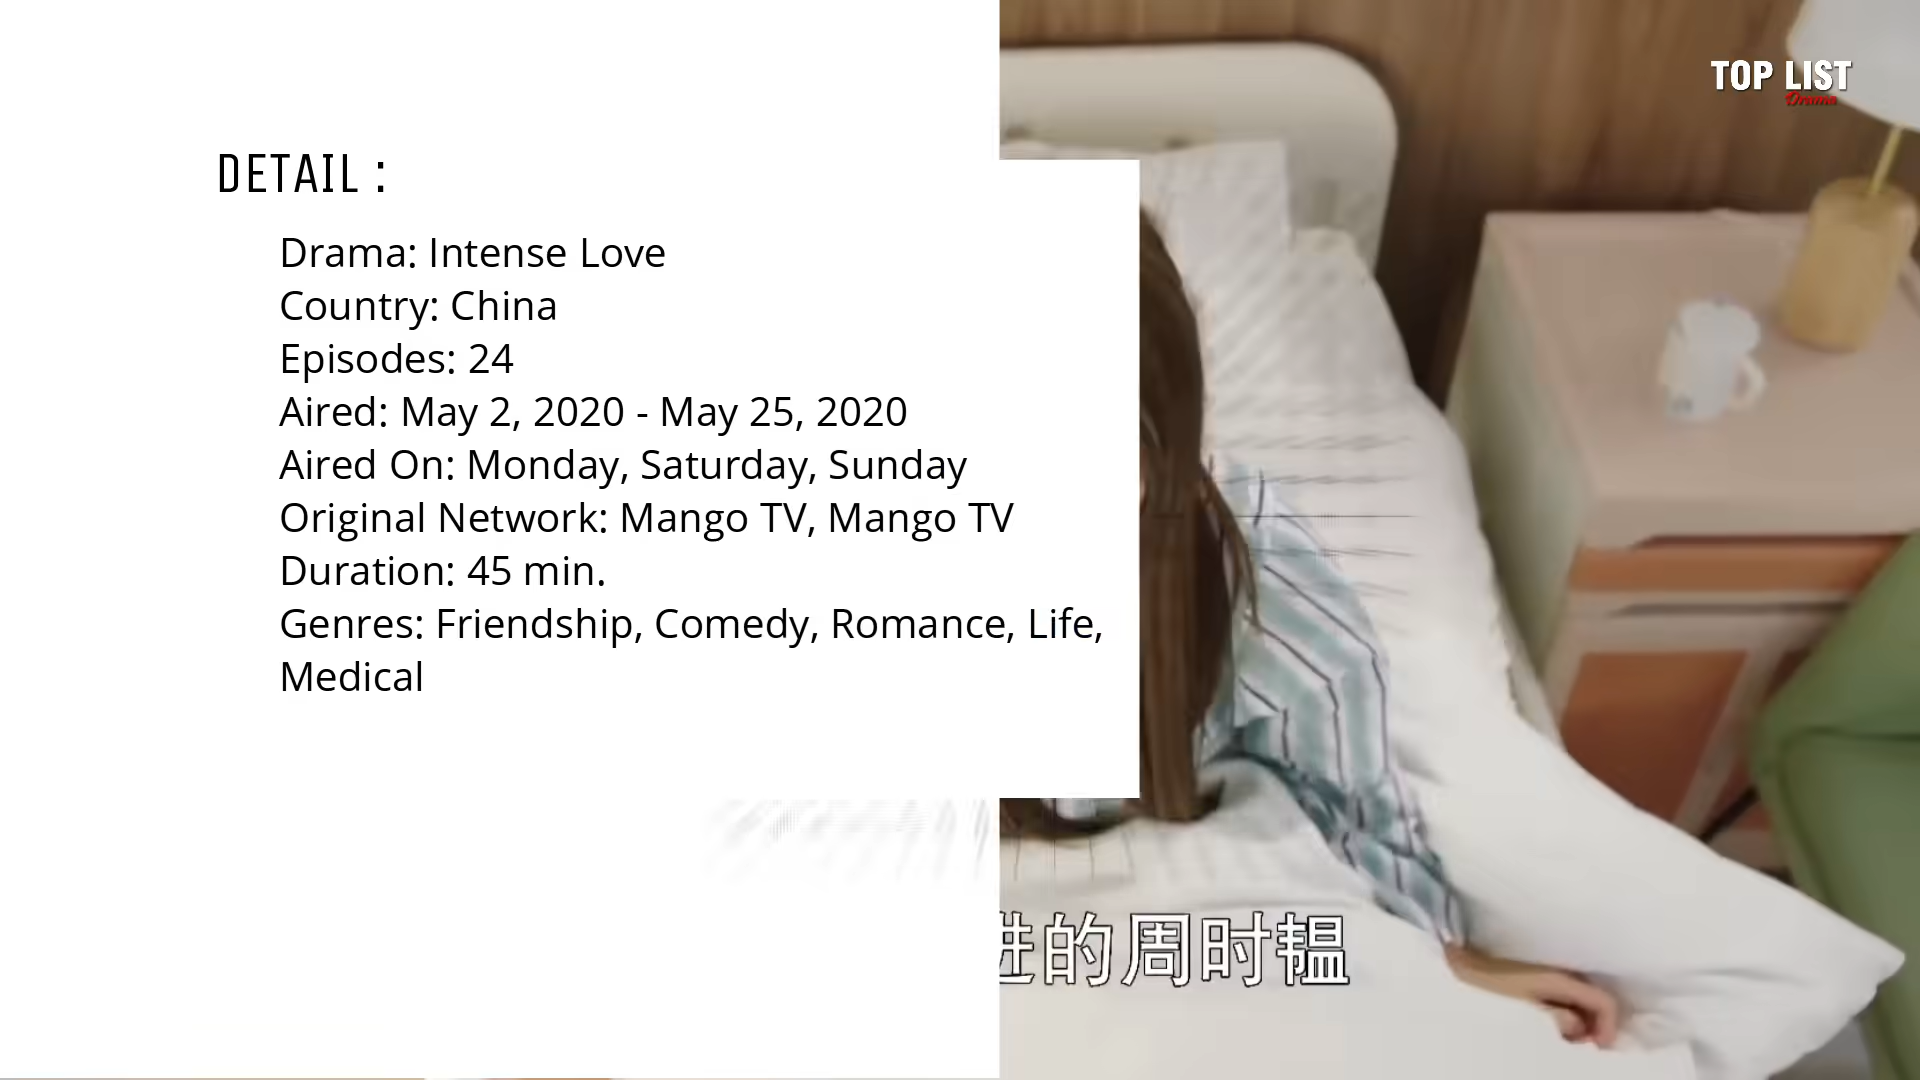 TOP LIST
Drama
DETAIL :
Drama: Intense Love
Country: China
Episodes: 24
Aired: May 2, 2020 - May 25, 2020
Aired On: Monday, Saturday, Sunday
Original Network: Mango TV, Mango TV
Duration: 45 min.
Genres: Friendship, Comedy, Romance, Life,
Medical
进的周时韫